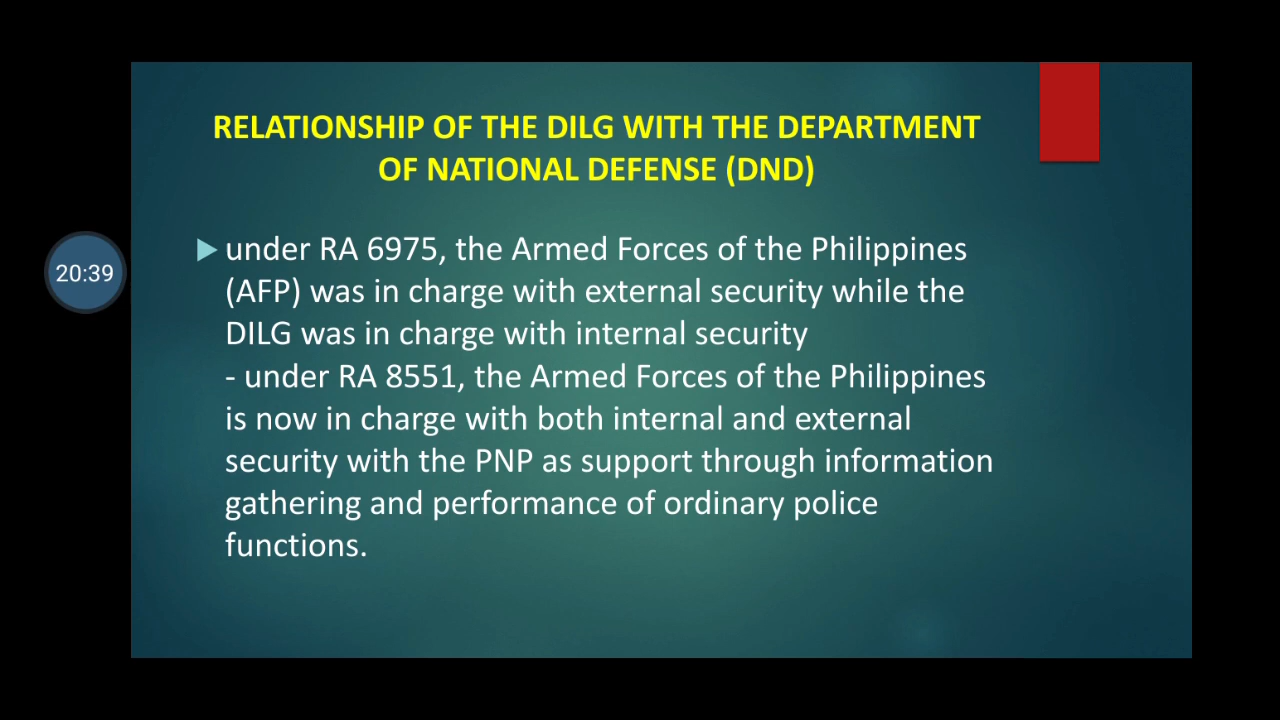 RELATIONSHIP OF THE DILG WITH THE DEPARTMENT
OF NATIONAL DEFENSE (DND)
20:39
under RA 6975, the Armed Forces of the Philippines
(AFP) was in charge with external security while the
DILG was in charge with internal security
- under RA 8551, the Armed Forces of the Philippines
is now in charge with both internal and external
security with the PNP as support through information
gathering and performance of ordinary police
functions.